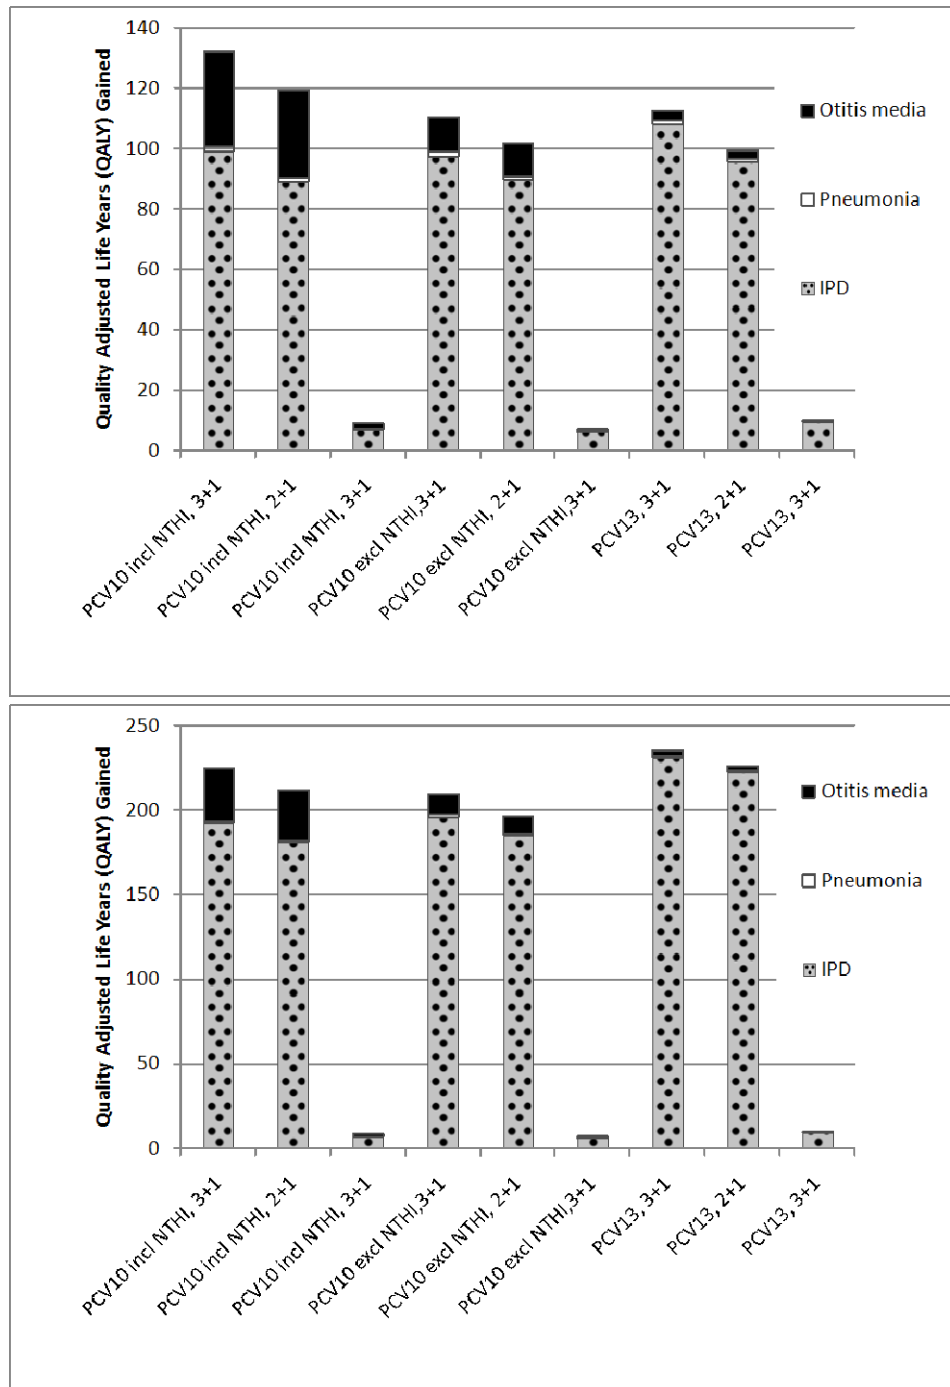 Quality Adjusted Life Years (QALY) Gained
140
120
100
80
60
40
20
0
Otitis media
Pneumonia
IPD
PCV10 incl NTHI, 3+1
PCV10 incl NTHI, 2+1
PCV10 incl NTHI, 3+1
PCV10 excl NTHI,3+1
PCV10 excl NTHI, 2+1
PCV10 excl NTHI,3+1
PCV13, 3+1
PCV13, 2+1
PCV13, 3+1
Quality Adjusted Life Years (QALY) Gained
250
200
150
100
50
0
Otitis media
Pneumonia
IPD
PCV10 incl NTHI, 3+1
PCV10 incl NTHI, 2+1
PCV10 incl NTHI, 3+1
PCV10 excl NTHI,3+1
PCV10 excl NTHI, 2+1
PCV10 excl NTHI,3+1
PCV13, 3+1
PCV13, 2+1
PCV13, 3+1